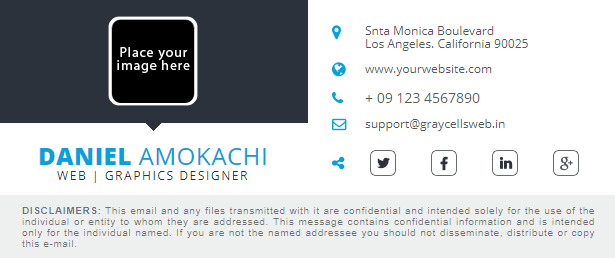 Place your
image here
DANIEL AMOKACHI
WEB | GRAPHICS DESIGNER
Snta Monica Boulevard
Los Angeles. California 90025
www.yourwebsite.com
+ 09 123 4567890
support@graycellsweb.in
f in g+
DISCLAIMERS: This email and any files transmitted with it are confidential and intended solely for the use of the
individual or entity to whom they are addressed. This message contains confidential information and is intended
only for the individual named. If you are not the named addressee you should not disseminate, distribute or copy
this e-mail.